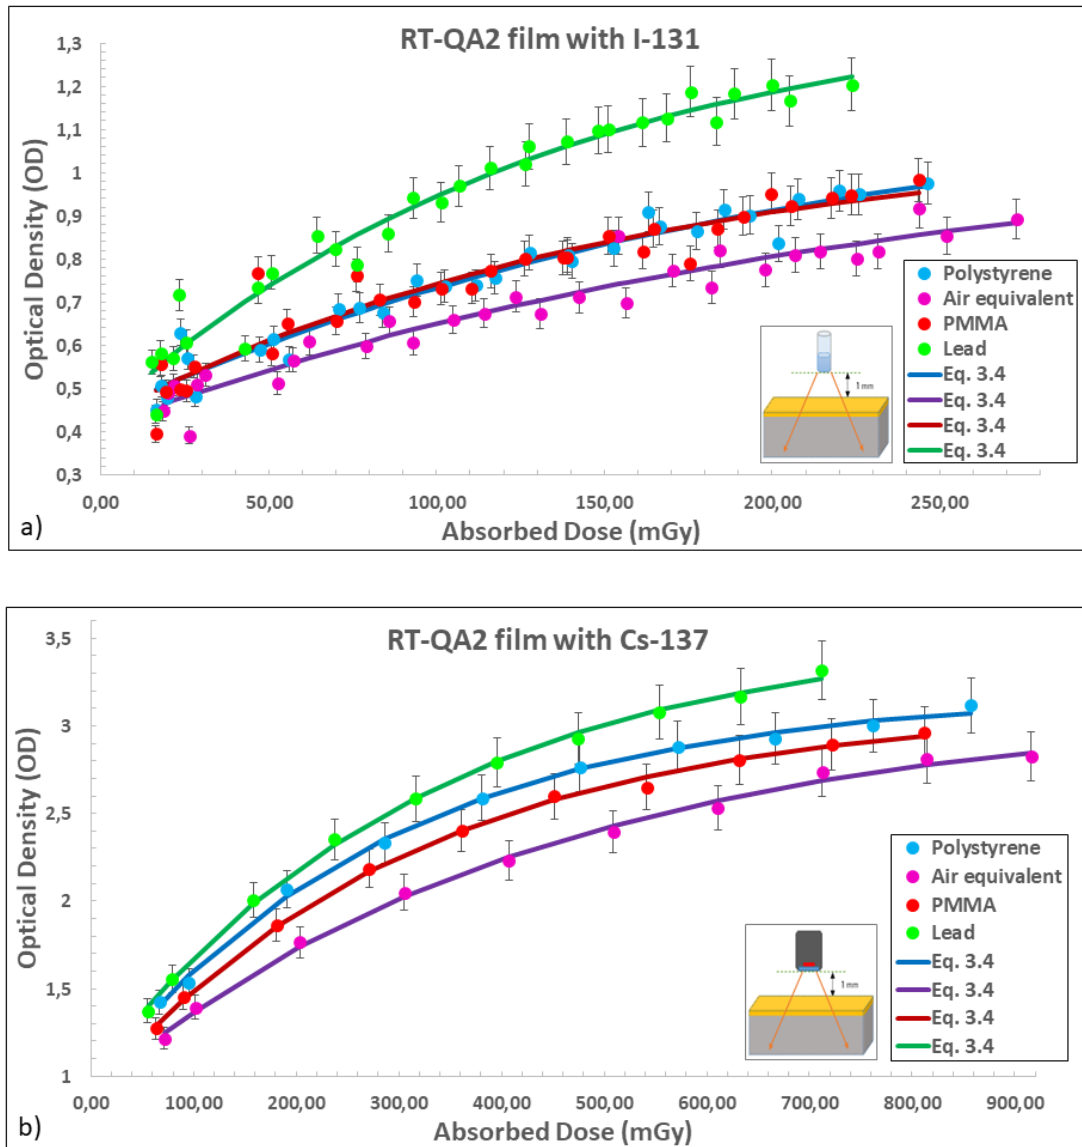 RT-QA2 film with I-131
Optical Density (OD)
1,3
1,2
1,1
1
0,9
0,8
0,7
0,6
0,5
0,4
0,3
0,00
50,00
100,00
150,00
200,00
250,00
Absorbed Dose (mGy)
Polystyrene
Air equivalent
PMMA
Lead
Eq. 3.4
Eq. 3.4
Eq. 3.4
Eq. 3.4
1 mm
a)
RT-QA2 film with Cs-137
Optical Density (OD)
3,5
3
2,5
2
1,5
1
0,00
100,00
200,00
300,00
400,00
500,00
600,00
700,00
800,00
900,00
Absorbed Dose (mGy)
Polystyrene
Air equivalent
PMMA
Lead
Eq. 3.4
Eq. 3.4
Eq. 3.4
Eq. 3.4
1 mm
b)